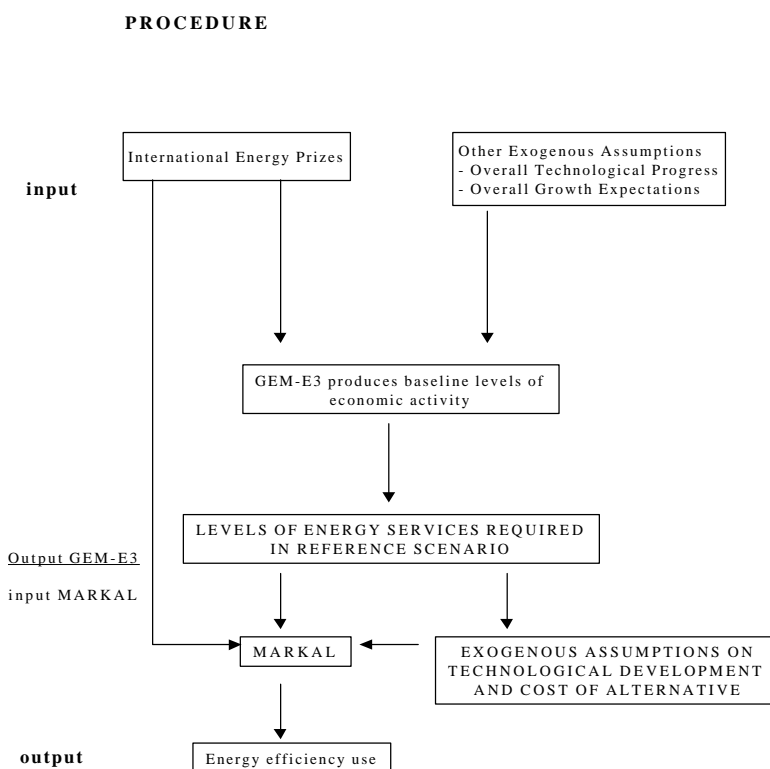 PROCEDURE
International Energy Prizes
Other Exogenous Assumptions
- Overall Technological Progress
- Overall Growth Expectations
input
GEM-E3 produces baseline levels of
economic activity
LEVELS OF ENERGY SERVICES REQUIRED
IN REFERENCE SCENARIO
Output GEM-E3
input MARKAL
MARKAL
EXOGENOUS ASSUMPTIONS ON
TECHNOLOGICAL DEVELOPMENT
AND COST OF ALTERNATIVE
output
Energy efficiency use